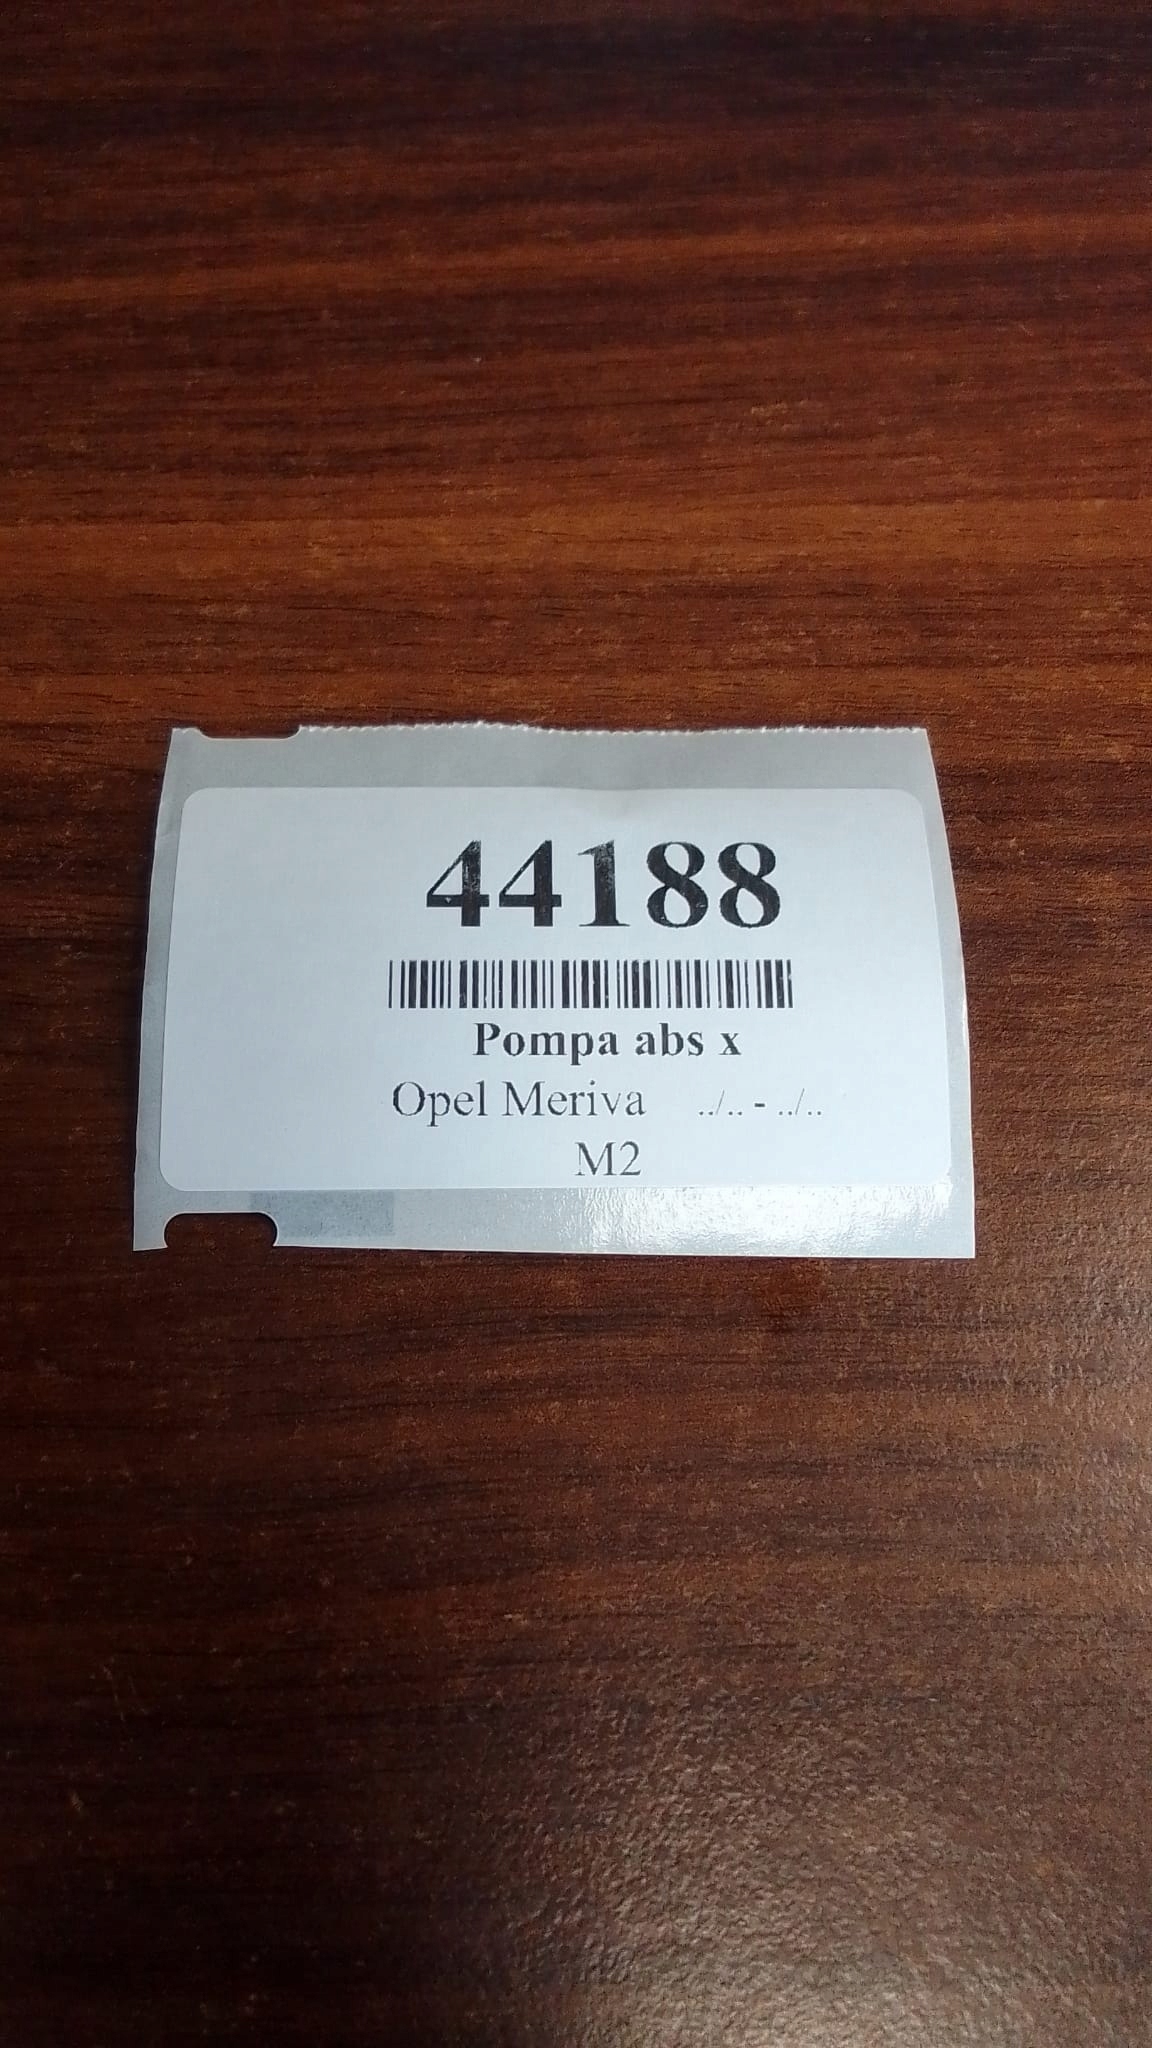 44188
Pompa abs x
Opel Meriva ../.. - ../..
M2